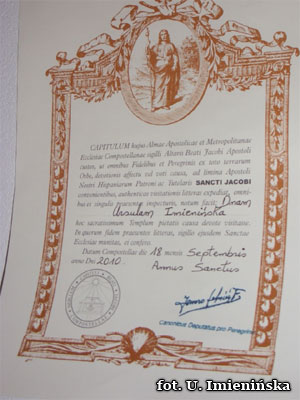 CAPITULUM hujus Almae Apostolicae et Metropolitanae
Ecclesiae Compostellanae sigilli Altaris Beati Jacobi Apostoli
custos, ut omnibus Fidelibus et Peregrinis ex toto terrarum
Orbe, devotionis affectu vel voti causa, ad limina Apostoli
Nostri Hispaniarum Patroni ac Tutelaris SANCTI JACOBI
convenientibus, authenticas visitationis litteras expediat, omni-
bus et singulis praesentes inspecturis, notum facit: Dnam
Ursulam Imienińska
hoc sacratissimum Templum pietatis causa devote visitasse.
In quorum fidem praesentes litteras, sigillo ejusdem Sanctae
Ecclesiae munitas, ei confero.
Datum Compostellae die 18 mensis Septembris
anno Dni 2010. Annus Sanctus
Canonicus Deputatus pro Peregrinis
fot. U. Imienińska